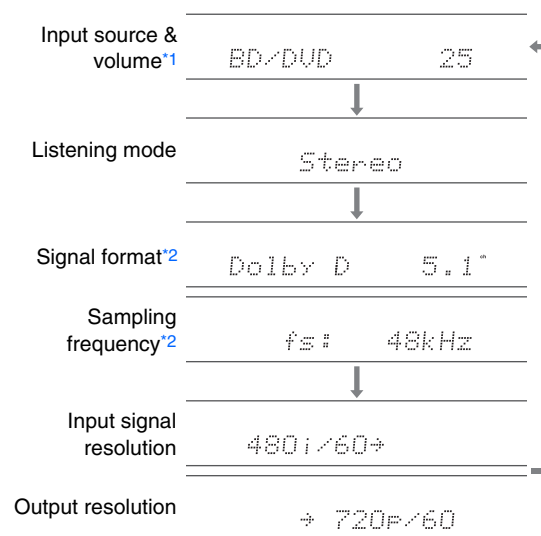 Input source &
volume*1
BD/DVD 25
Listening mode
Stereo
Signal format*2
Dolby D 5.1ch
Sampling
frequency*2
fs: 48kHz
Input signal
resolution
480i/60→
Output resolution
→ 720p/60